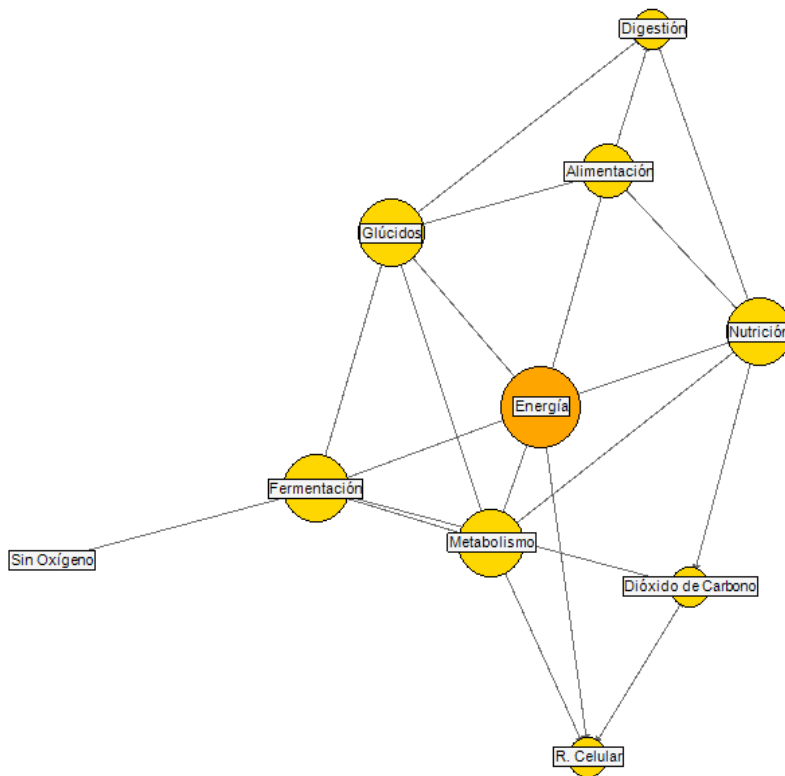 Digestión
Alimentación
Glúcidos
Nutrición
Energía
Fermentación
Metabolismo
Sin Oxígeno
Dióxido de Carbono
R. Celular